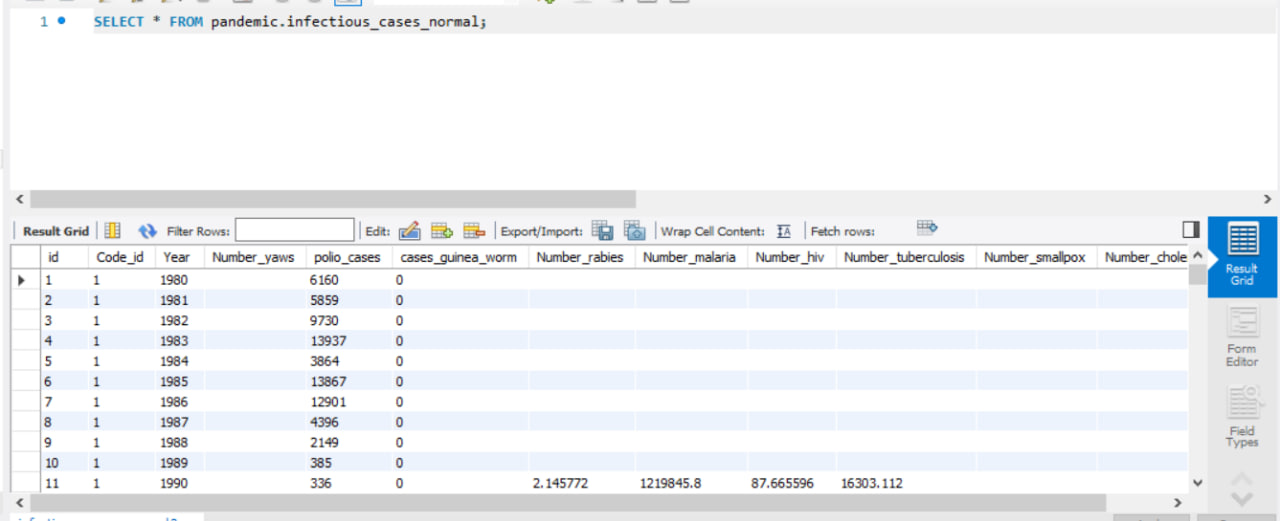 1 SELECT * FROM pandemic.infectious_cases_normal;
Result Grid Filter Rows: Edit: Export/Import: Wrap Cell Content: Fetch rows:
id Code_id Year Number_yaws polio_cases cases_guinea_worm Number_rabies Number_malaria Number_hiv Number_tuberculosis Number_smallpox Number_chole
1 1 1980 6160 0
2 1 1981 5859 0
3 1 1982 9730 0
4 1 1983 13937 0
5 1 1984 3864 0
6 1 1985 13867 0
7 1 1986 12901 0
8 1 1987 4396 0
9 1 1988 2149 0
10 1 1989 385 0
11 1 1990 336 0 2.145772 1219845.8 87.665596 16303.112
Result
Grid
Form
Editor
Field
Types